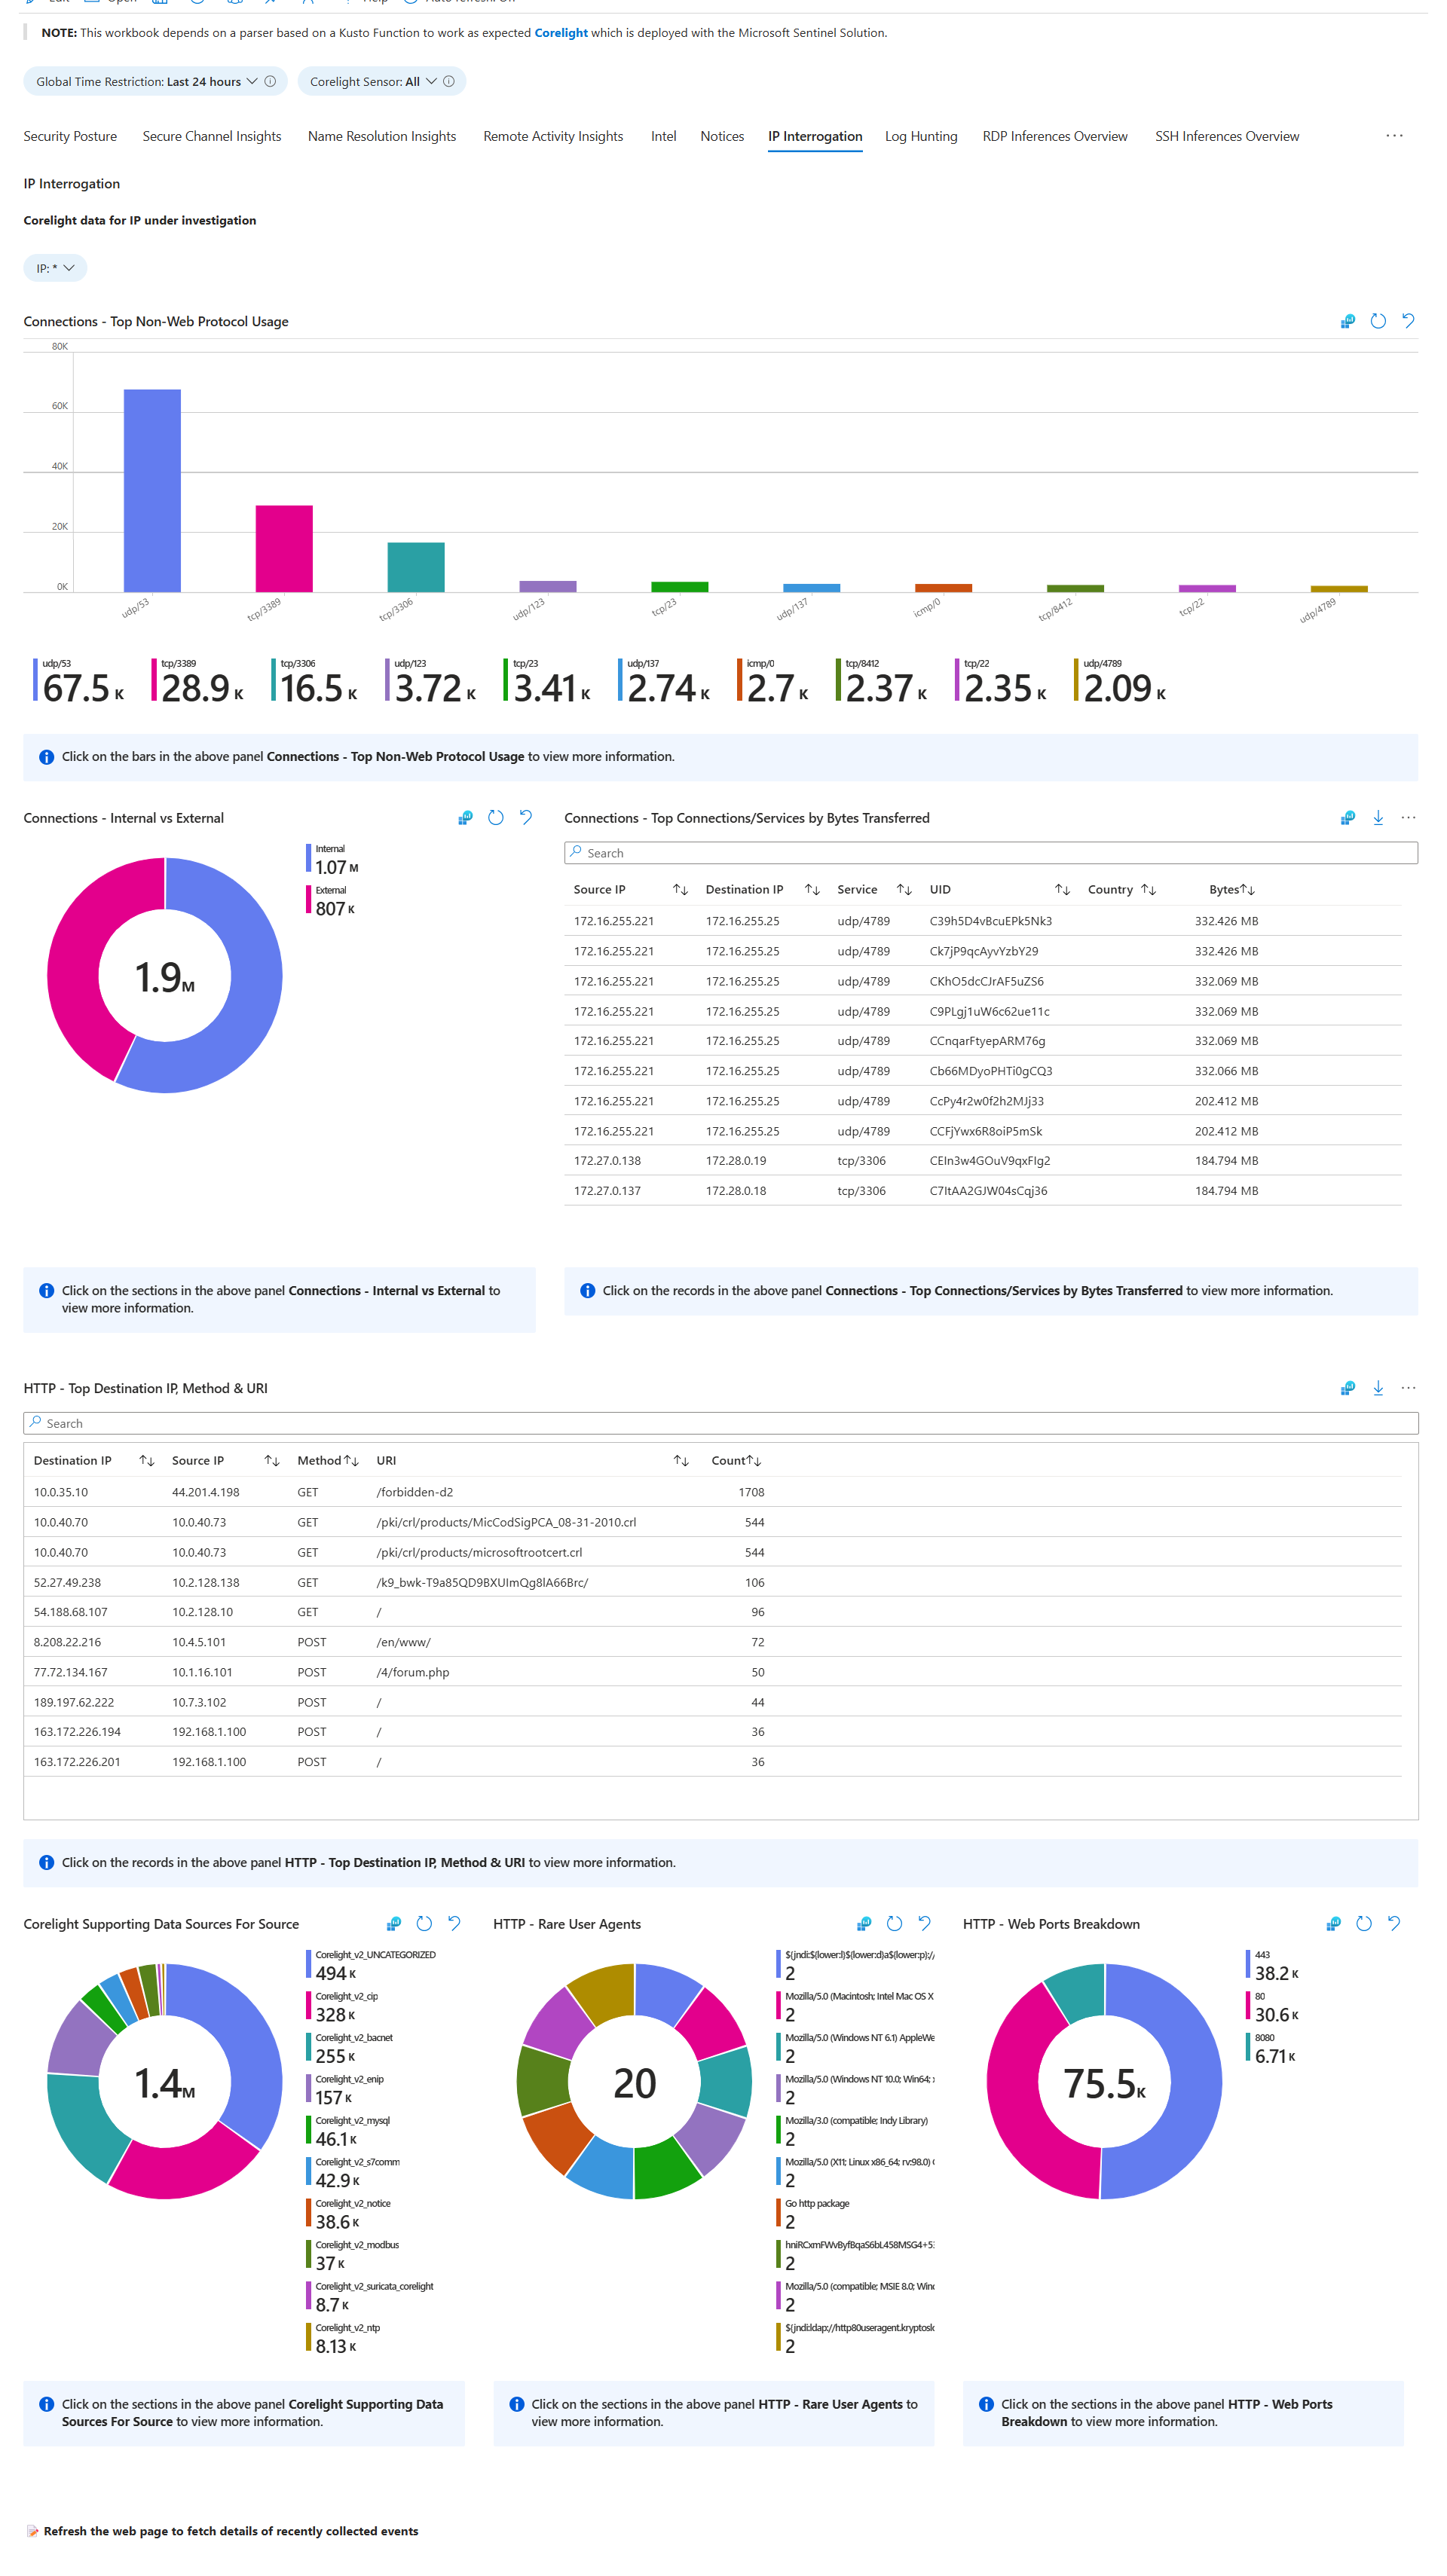 Edit Open Help Auto refresh: Off
NOTE: This workbook depends on a parser based on a Kusto Function to work as expected Corelight which is deployed with the Microsoft Sentinel Solution.
Global Time Restriction: Last 24 hours Corelight Sensor: All
Security Posture Secure Channel Insights Name Resolution Insights Remote Activity Insights Intel Notices IP Interrogation Log Hunting RDP Inferences Overview SSH Inferences Overview ...
IP Interrogation
Corelight data for IP under investigation
IP: *
Connections - Top Non-Web Protocol Usage
80K
60K
40K
20K
0K
udp/53 tcp/3389 tcp/3306 udp/123 tcp/23 udp/137 icmp/0 tcp/8412 tcp/22 udp/4789
udp/53 tcp/3389 tcp/3306 udp/123 tcp/23 udp/137 icmp/0 tcp/8412 tcp/22 udp/4789
67.5 K 28.9 K 16.5 K 3.72 K 3.41 K 2.74 K 2.7 K 2.37 K 2.35 K 2.09 K
Click on the bars in the above panel Connections - Top Non-Web Protocol Usage to view more information.
Connections - Internal vs External
Internal
1.07 M
External
807 K
1.9 M
Connections - Top Connections/Services by Bytes Transferred
Search
Source IP Destination IP Service UID Country Bytes
172.16.255.221 172.16.255.25 udp/4789 C39h5D4vBcuEPk5Nk3 332.426 MB
172.16.255.221 172.16.255.25 udp/4789 Ck7jP9qcAyvYzbY29 332.426 MB
172.16.255.221 172.16.255.25 udp/4789 CKhO5dcCJrAF5uZS6 332.069 MB
172.16.255.221 172.16.255.25 udp/4789 C9PLgj1uW6c62ue11c 332.069 MB
172.16.255.221 172.16.255.25 udp/4789 CCnqarFtyepARM76g 332.069 MB
172.16.255.221 172.16.255.25 udp/4789 Cb66MDyoPHTi0gCQ3 332.066 MB
172.16.255.221 172.16.255.25 udp/4789 CcPy4r2w0f2h2MJj33 202.412 MB
172.16.255.221 172.16.255.25 udp/4789 CCFjYwx6R8oiP5mSk 202.412 MB
172.27.0.138 172.28.0.19 tcp/3306 CEIn3w4GOuV9qxFIg2 184.794 MB
172.27.0.137 172.28.0.18 tcp/3306 C7ItAA2GJW04sCqj36 184.794 MB
Click on the sections in the above panel Connections - Internal vs External to
view more information.
Click on the records in the above panel Connections - Top Connections/Services by Bytes Transferred to view more information.
HTTP - Top Destination IP, Method & URI
Search
Destination IP Source IP Method URI Count
10.0.35.10 44.201.4.198 GET /forbidden-d2 1708
10.0.40.70 10.0.40.73 GET /pki/crl/products/MicCodSigPCA_08-31-2010.crl 544
10.0.40.70 10.0.40.73 GET /pki/crl/products/microsoftrootcert.crl 544
52.27.49.238 10.2.128.138 GET /k9_bwk-T9a85QD9BXUImQg8lA66Brc/ 106
54.188.68.107 10.2.128.10 GET / 96
8.208.22.216 10.4.5.101 POST /en/www/ 72
77.72.134.167 10.1.16.101 POST /4/forum.php 50
189.197.62.222 10.7.3.102 POST / 44
163.172.226.194 192.168.1.100 POST / 36
163.172.226.201 192.168.1.100 POST / 36
Click on the records in the above panel HTTP - Top Destination IP, Method & URI to view more information.
Corelight Supporting Data Sources For Source
1.4 M
Corelight_v2_UNCATEGORIZED
494 K
Corelight_v2_cip
328 K
Corelight_v2_bacnet
255 K
Corelight_v2_enip
157 K
Corelight_v2_mysql
46.1 K
Corelight_v2_s7comm
42.9 K
Corelight_v2_notice
38.6 K
Corelight_v2_modbus
37 K
Corelight_v2_suricata_corelight
8.7 K
Corelight_v2_ntp
8.13 K
HTTP - Rare User Agents
20
${jndi:${lower:l}${lower:d}a${lower:p}://
2
Mozilla/5.0 (Macintosh; Intel Mac OS X
2
Mozilla/5.0 (Windows NT 6.1) AppleWe
2
Mozilla/5.0 (Windows NT 10.0; Win64;
2
Mozilla/3.0 (compatible; Indy Library)
2
Mozilla/5.0 (X11; Linux x86_64; rv:98.0)
2
Go http package
2
hniRCxmFWvByfBqaS6bL458MSG4+5
2
Mozilla/5.0 (compatible; MSIE 8.0; Win
2
${jndi:ldap://http80useragent.kryptos
2
HTTP - Web Ports Breakdown
75.5 K
443
38.2 K
80
30.6 K
8080
6.71 K
Click on the sections in the above panel Corelight Supporting Data
Sources For Source to view more information.
Click on the sections in the above panel HTTP - Rare User Agents to
view more information.
Click on the sections in the above panel HTTP - Web Ports
Breakdown to view more information.
Refresh the web page to fetch details of recently collected events